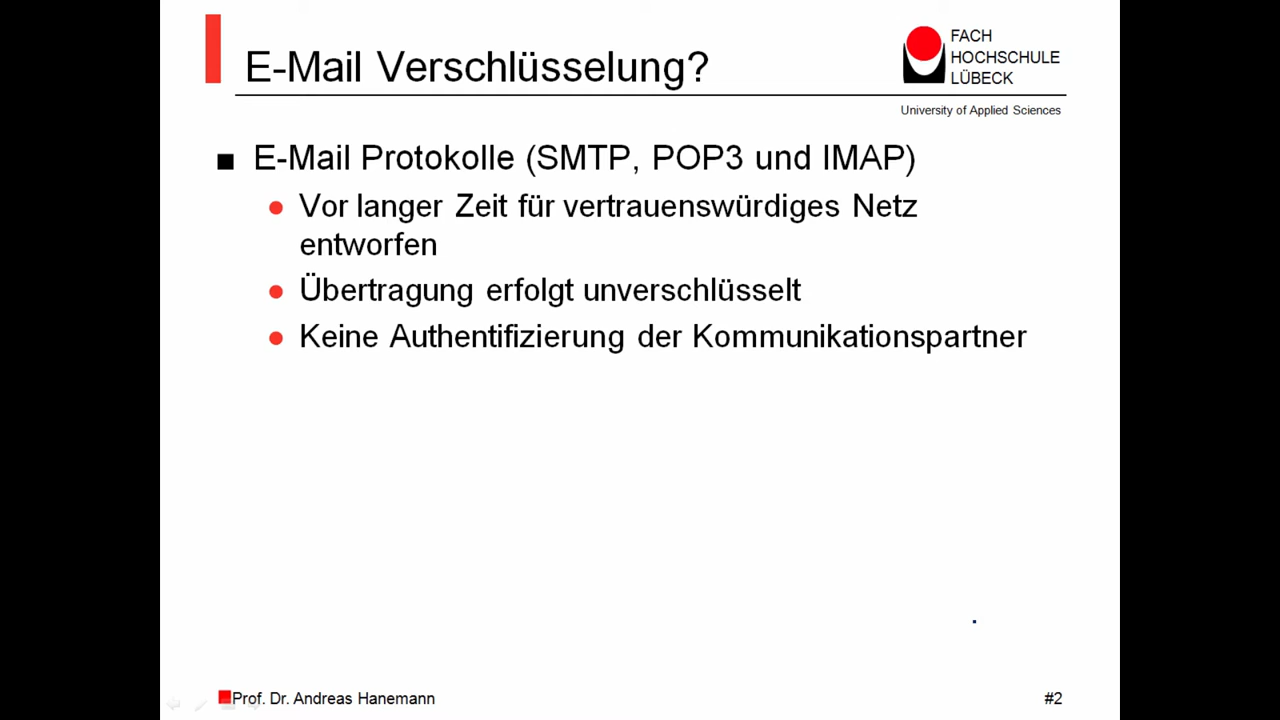 E-Mail Verschlüsselung?
FACH
HOCHSCHULE
LÜBECK
University of Applied Sciences
E-Mail Protokolle (SMTP, POP3 und IMAP)
Vor langer Zeit für vertrauenswürdiges Netz
entworfen
Übertragung erfolgt unverschlüsselt
Keine Authentifizierung der Kommunikationspartner
Prof. Dr. Andreas Hanemann
#2